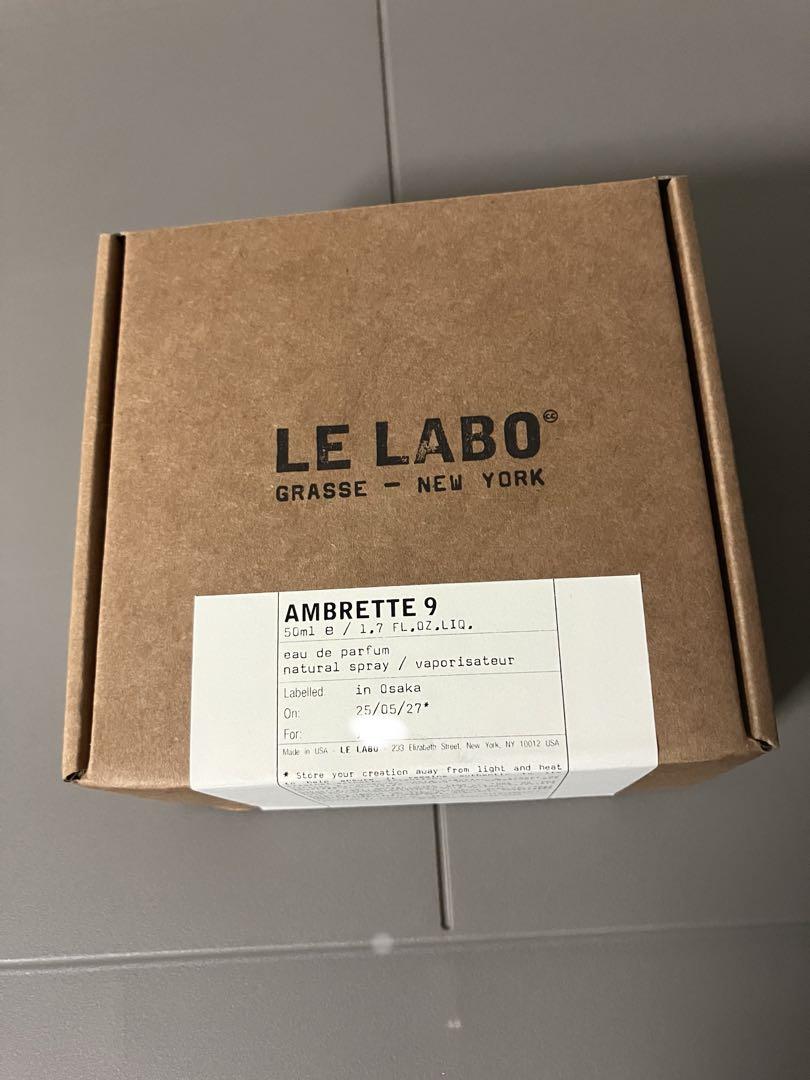 LE LABO
GRASSE — NEW YORK
AMBRETTE 9
50ml e / 1.7 FL.OZ.LIQ.
eau de parfum
natural spray / vaporisateur
Labelled: in Osaka
On: 25/05/27*
For:
Made in USA - LE LABO - 233 Elizabeth Street, New York, NY 10012 USA
* Store your creation away from light and heat